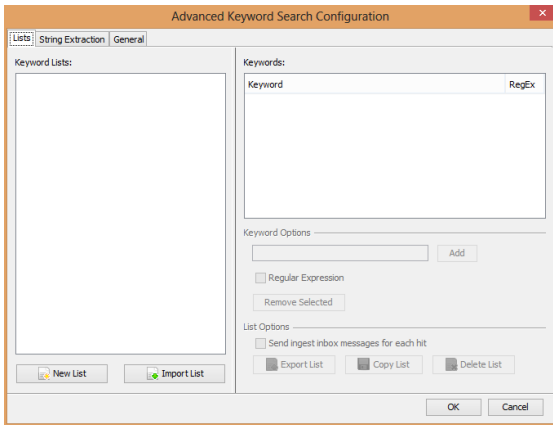 Advanced Keyword Search Configuration
Lists String Extraction General
Keyword Lists:
Keywords:
Keyword RegEx
Keyword Options
Add
Regular Expression
Remove Selected
List Options
Send ingest inbox messages for each hit
New List Import List
Export List Copy List Delete List
OK Cancel